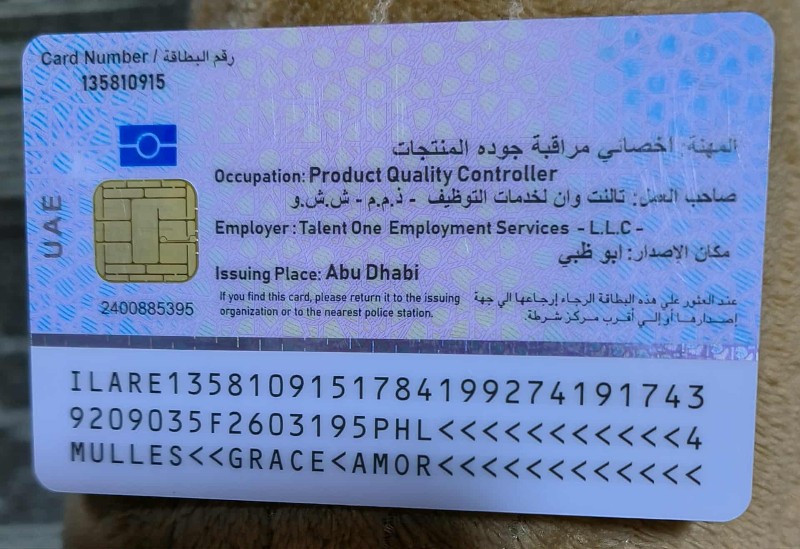 Card Number / رقم البطاقة
135810915
المهنة: اخصائي مراقبة جوده المنتجات
Occupation: Product Quality Controller
صاحب العمل: تالنت وان لخدمات التوظيف - ذ.م.م - ش.ش.و
Employer : Talent One Employment Services - L.L.C -
مكان الإصدار: ابو ظبي
Issuing Place: Abu Dhabi
UAE
2400885395
If you find this card, please return it to the issuing
organization or to the nearest police station.
عند العثور علي هذه البطاقة الرجاء إرجاعها الي جهة
إصدارها أو إلي أقرب مركز شرطة.
ILARE1358109151784199274191743
9209035F2603195PHL<<<<<<<<<<<4
MULLES<<GRACE<AMOR<<<<<<<<<<<<